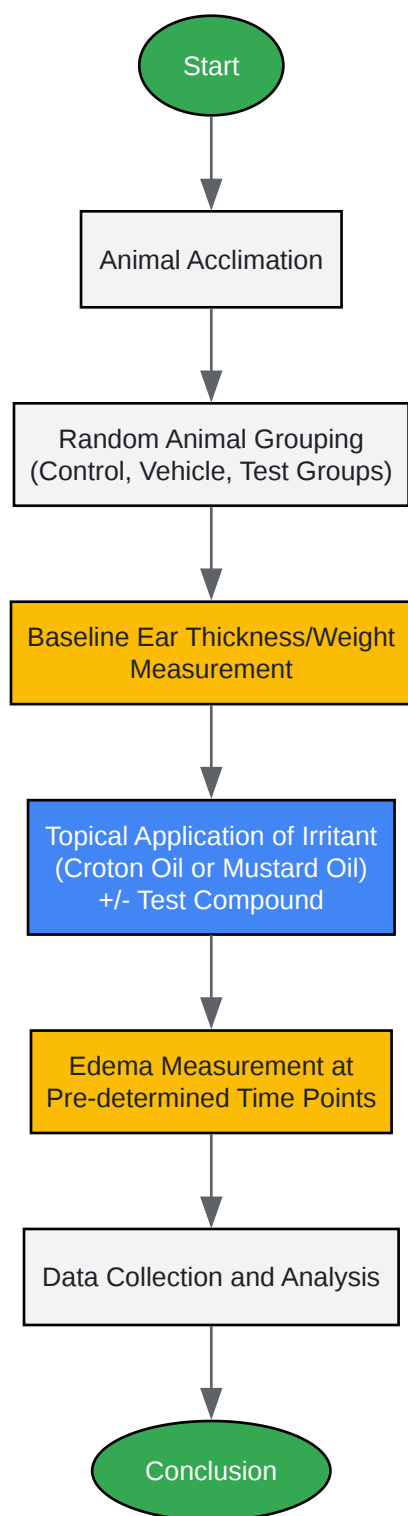 Start
Animal Acclimation
Random Animal Grouping
(Control, Vehicle, Test Groups)
Baseline Ear Thickness/Weight
Measurement
Topical Application of Irritant
(Croton Oil or Mustard Oil)
+/- Test Compound
Edema Measurement at
Pre-determined Time Points
Data Collection and Analysis
Conclusion